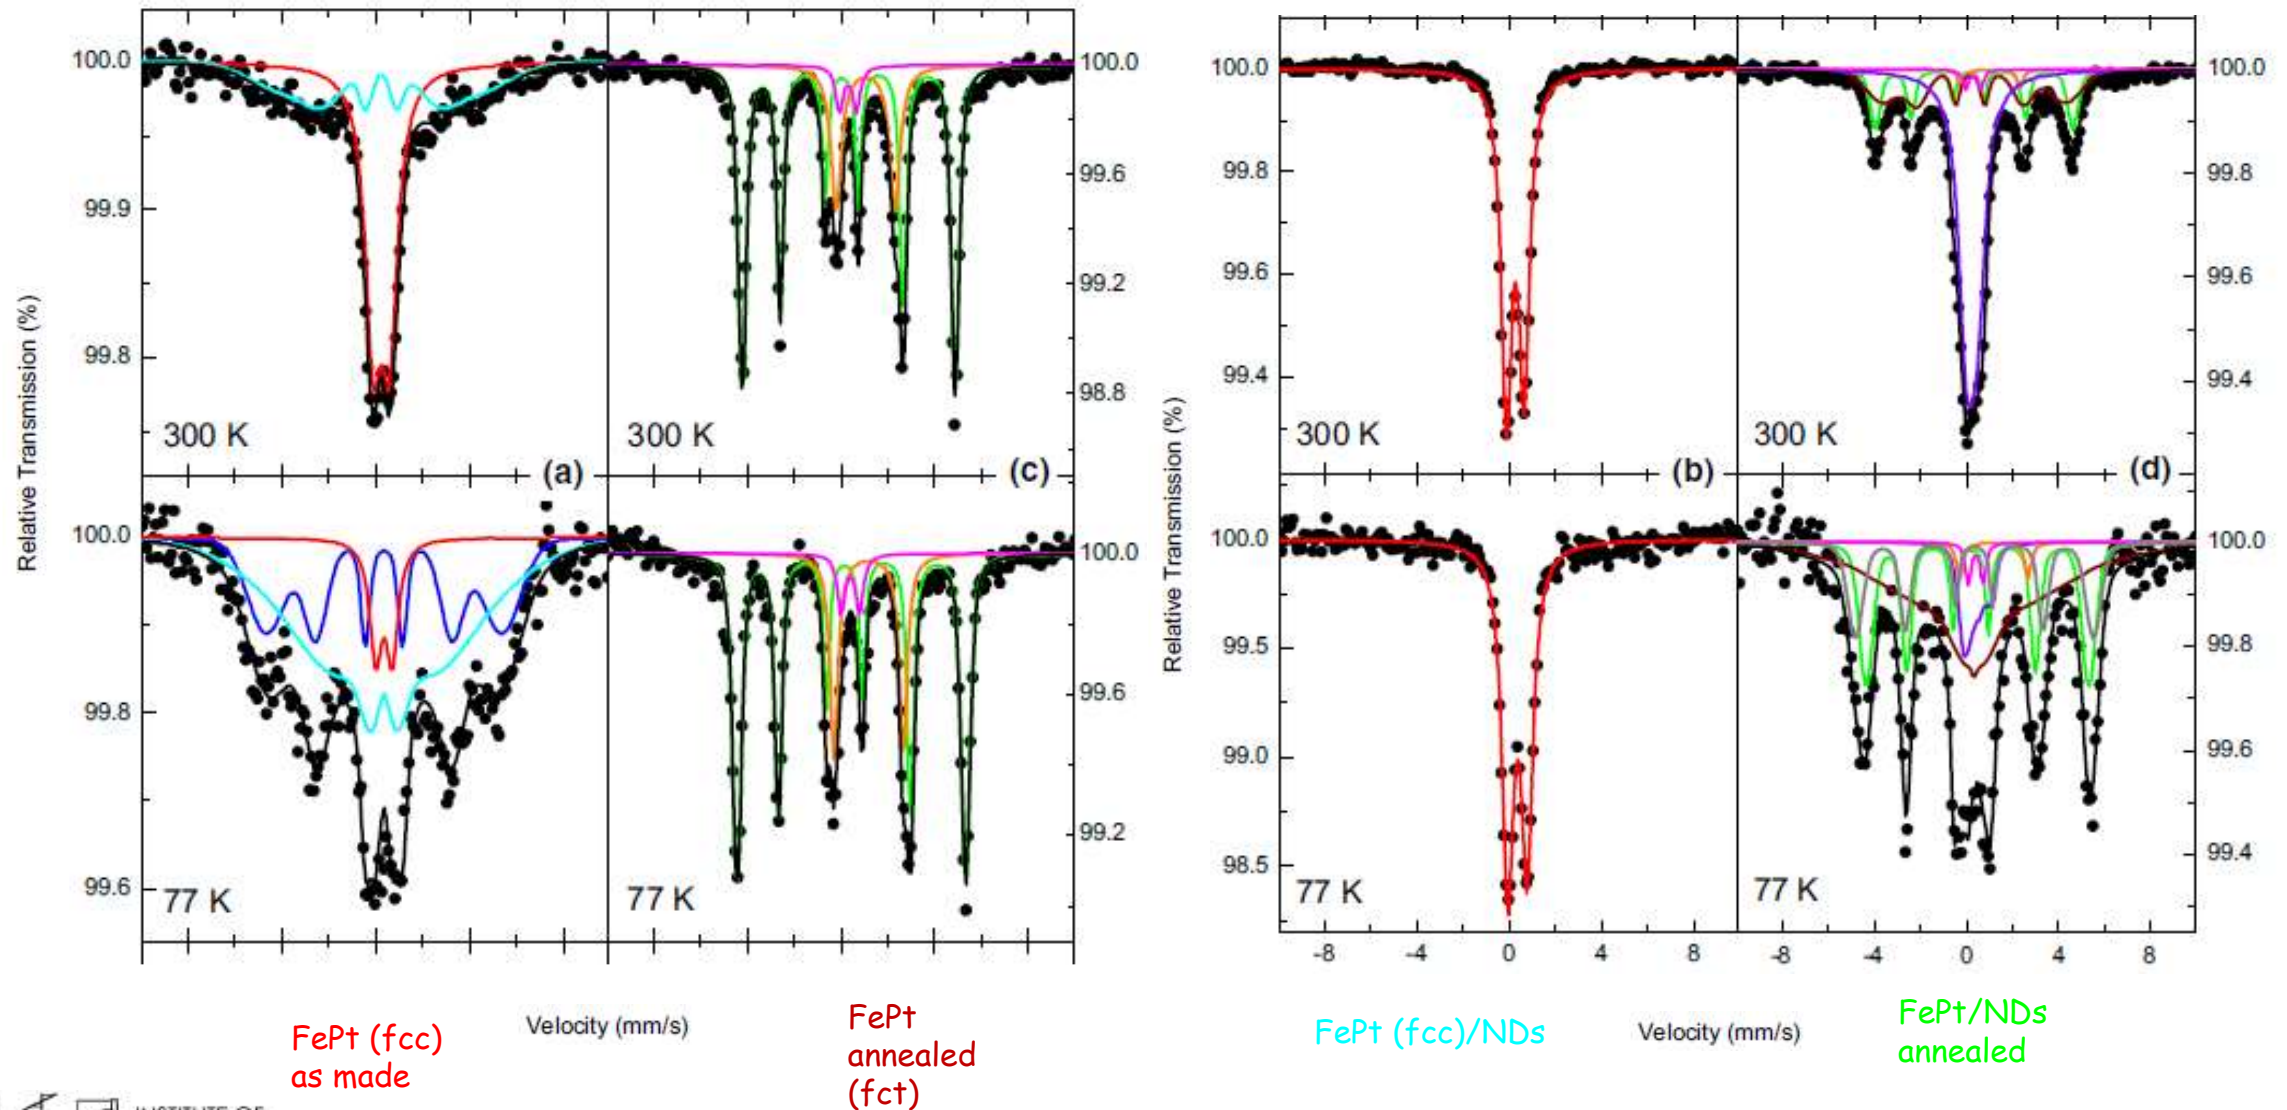 Relative Transmission (%)
100.0
99.9
99.8
300 K
(a)
100.0
99.6
99.2
98.8
300 K
(c)
100.0
99.8
99.6
77 K
100.0
99.6
99.2
77 K
Velocity (mm/s)
FePt (fcc)
as made
FePt
annealed
(fct)
Relative Transmission (%)
100.0
99.8
99.6
99.4
300 K
(b)
100.0
99.8
99.6
99.4
300 K
(d)
100.0
99.5
99.0
98.5
77 K
100.0
99.8
99.6
99.4
77 K
-8 -4 0 4 8
-8 -4 0 4 8
Velocity (mm/s)
FePt (fcc)/NDs
FePt/NDs
annealed
INSTITUTE OF